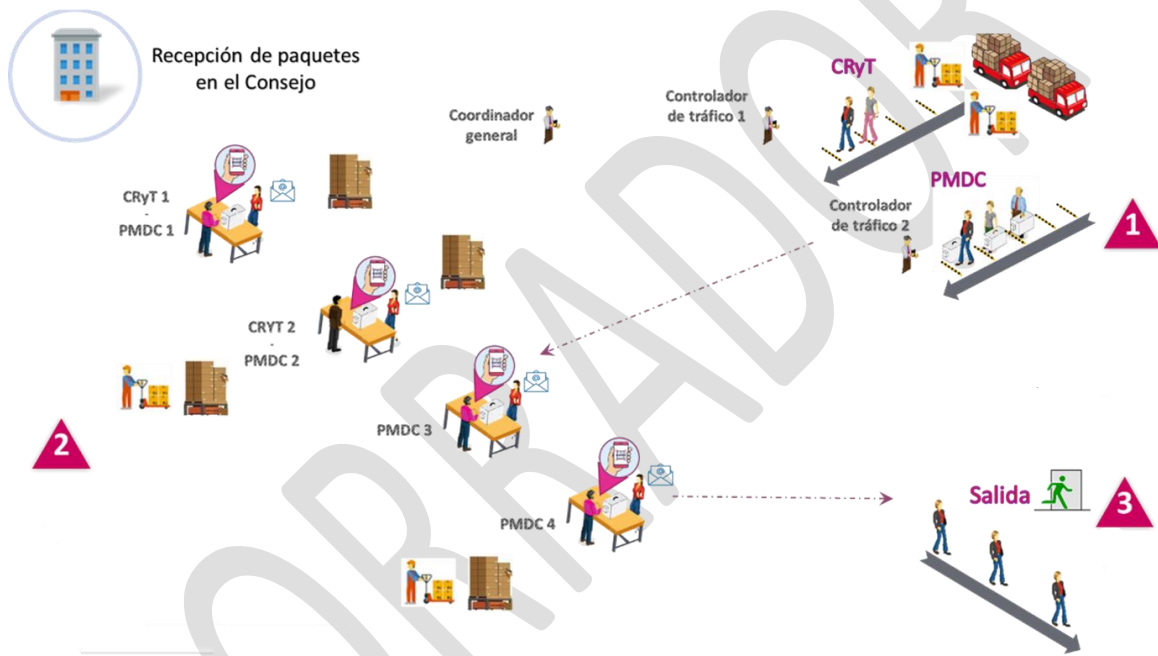 Recepción de paquetes
en el Consejo
Coordinador
general
Controlador
de tráfico 1
CRyT
PMDC
Controlador
de tráfico 2
1
CRyT 1
-
PMDC 1
CRYT 2
-
PMDC 2
2
PMDC 3
PMDC 4
Salida
3
BORRADOR